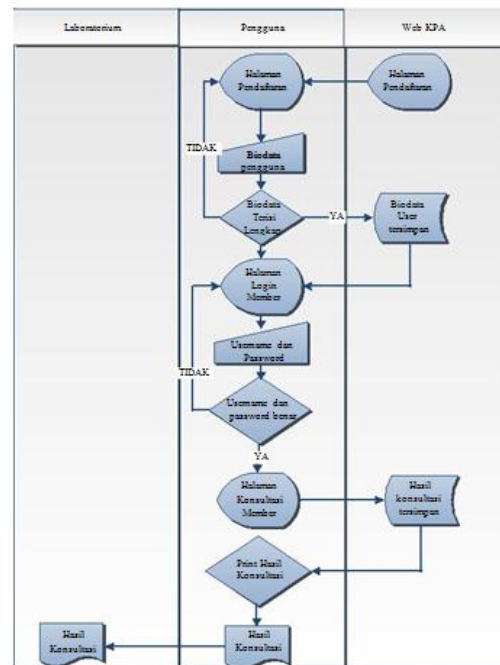 Laboratorium
Pengguna
Web KPA
Halaman
Pendaftaran
Halaman
Pendaftaran
TIDAK
Biodata
pengguna
Biodata
Terisi
Lengkap
YA
Biodata
User
tersimpan
Halaman
Login
Member
Username dan
Password
TIDAK
Username dan
password benar
YA
Halaman
Konsultasi
Member
Hasil
konsultasi
tersimpan
Print Hasil
Konsultasi
Hasil
Konsultasi
Hasil
Konsultasi